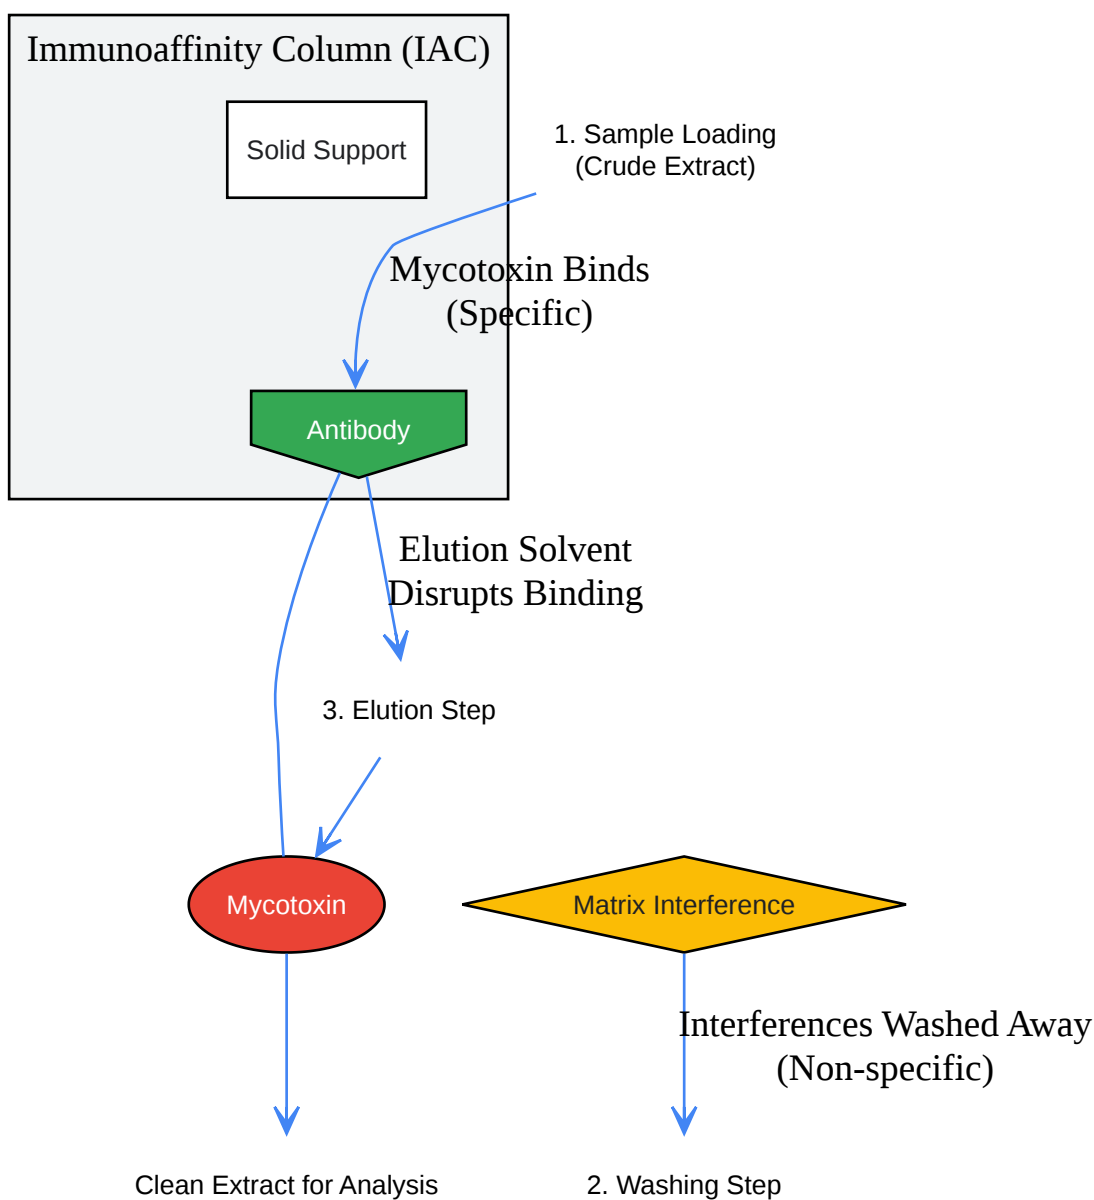 Immunoaffinity Column (IAC)
Solid Support
1. Sample Loading
(Crude Extract)
Mycotoxin Binds
(Specific)
Antibody
Elution Solvent
Disrupts Binding
3. Elution Step
Mycotoxin
Matrix Interference
Interferences Washed Away
(Non-specific)
Clean Extract for Analysis
2. Washing Step